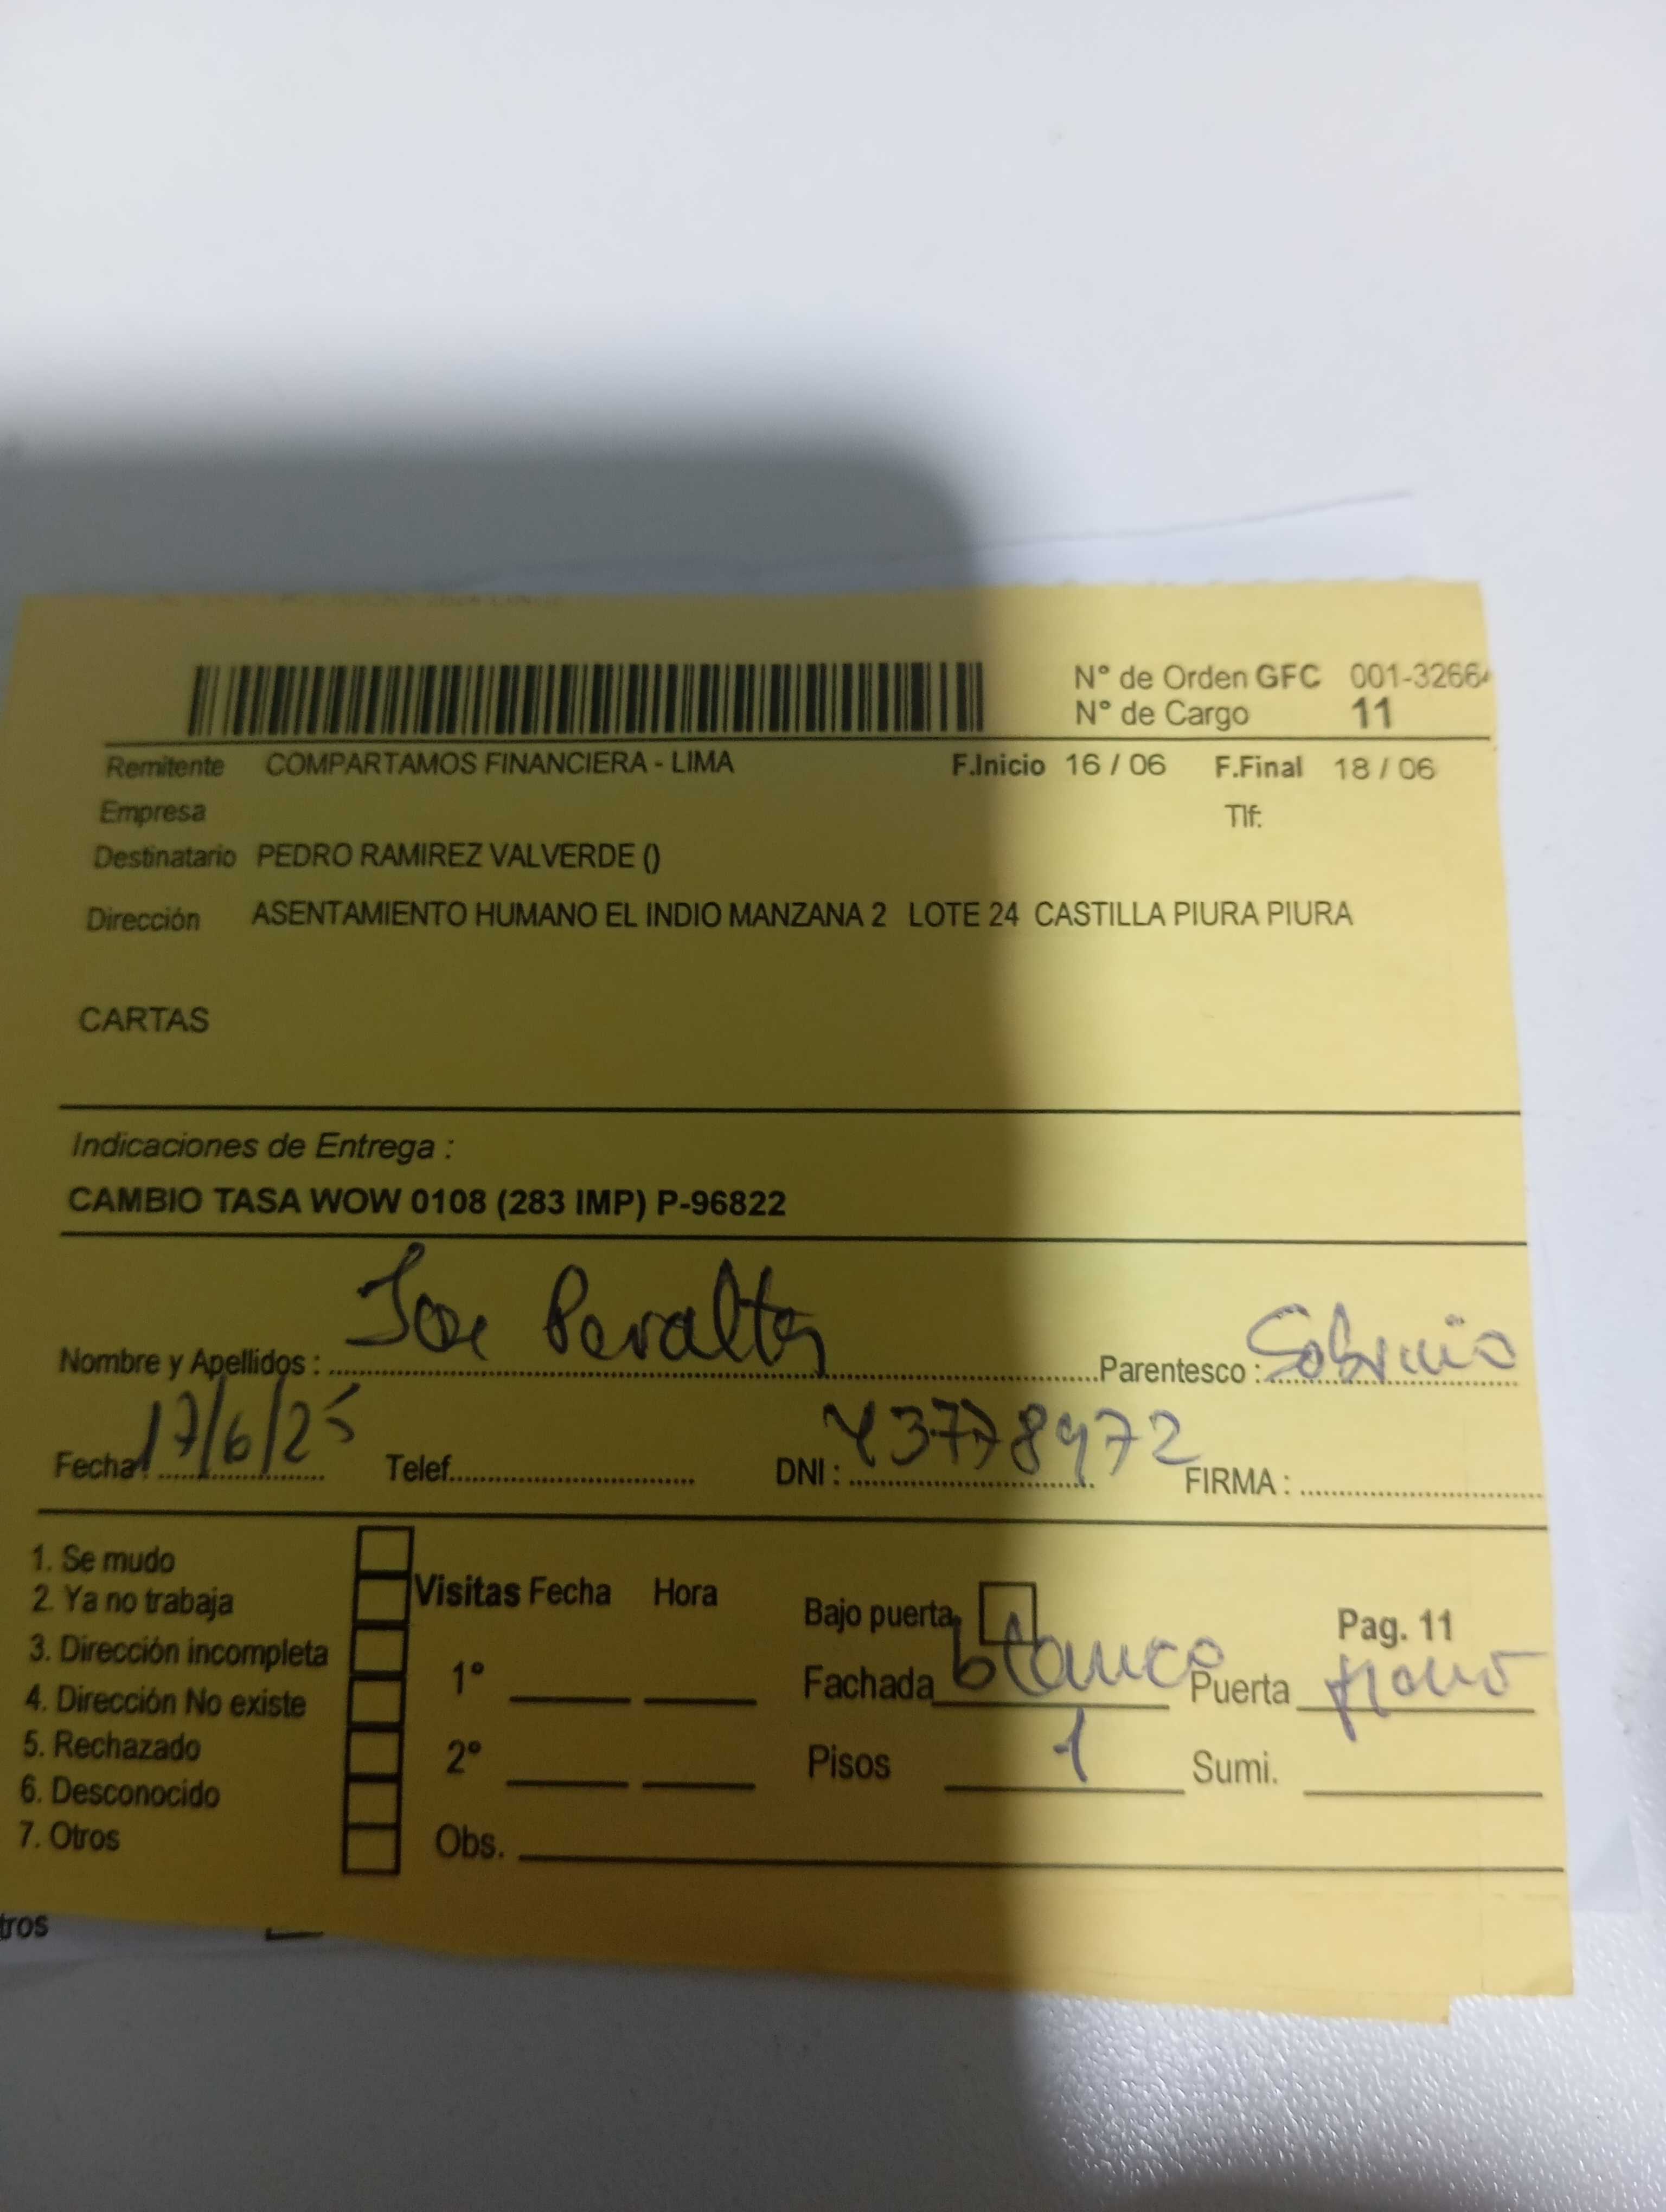 Nº de Orden GFC 001-3266
Nº de Cargo 11
Remitente COMPARTAMOS FINANCIERA - LIMA F.Inicio 16 / 06 F.Final 18 / 06
Empresa Tlf:
Destinatario PEDRO RAMIREZ VALVERDE ()
Dirección ASENTAMIENTO HUMANO EL INDIO MANZANA 2 LOTE 24 CASTILLA PIURA PIURA
CARTAS
Indicaciones de Entrega :
CAMBIO TASA WOW 0108 (283 IMP) P-96822
Nombre y Apellidos : Jose Peralta Parentesco : Sobrino
Fecha : 17/6/25 Telef. DNI : 43778972 FIRMA :
1. Se mudo
2. Ya no trabaja Visitas Fecha Hora Bajo puerta Pag. 11
3. Dirección incompleta 1º Fachada blanco Puerta
4. Dirección No existe
5. Rechazado 2º Pisos 1 Sumi.
6. Desconocido
7. Otros Obs.
tros